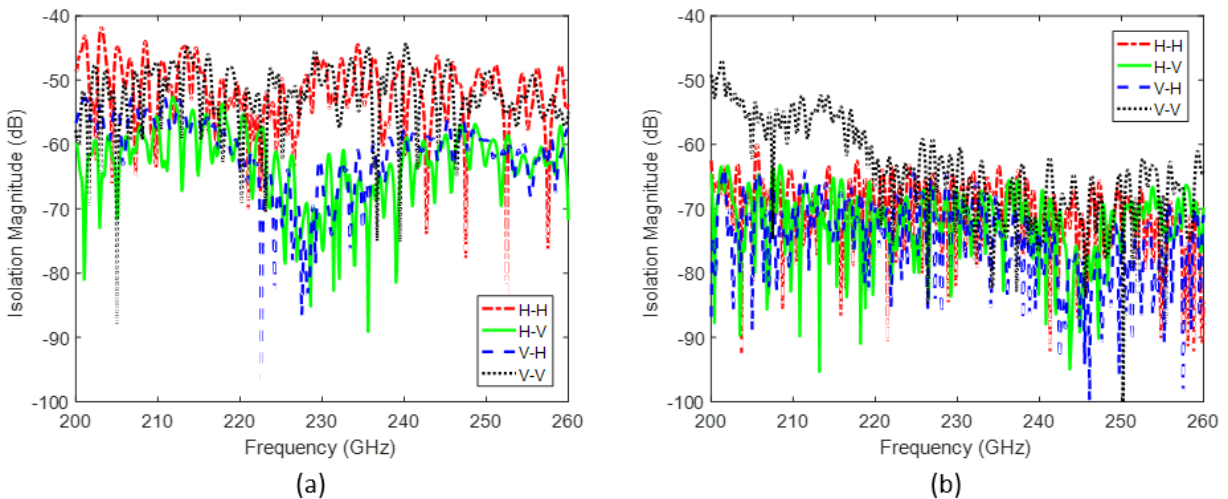 -40
-50
-60
-70
-80
-90
-100
Isolation Magnitude (dB)
H-H
H-V
V-H
V-V
200 210 220 230 240 250 260
Frequency (GHz)
(a)
-40
-50
-60
-70
-80
-90
-100
Isolation Magnitude (dB)
H-H
H-V
V-H
V-V
200 210 220 230 240 250 260
Frequency (GHz)
(b)